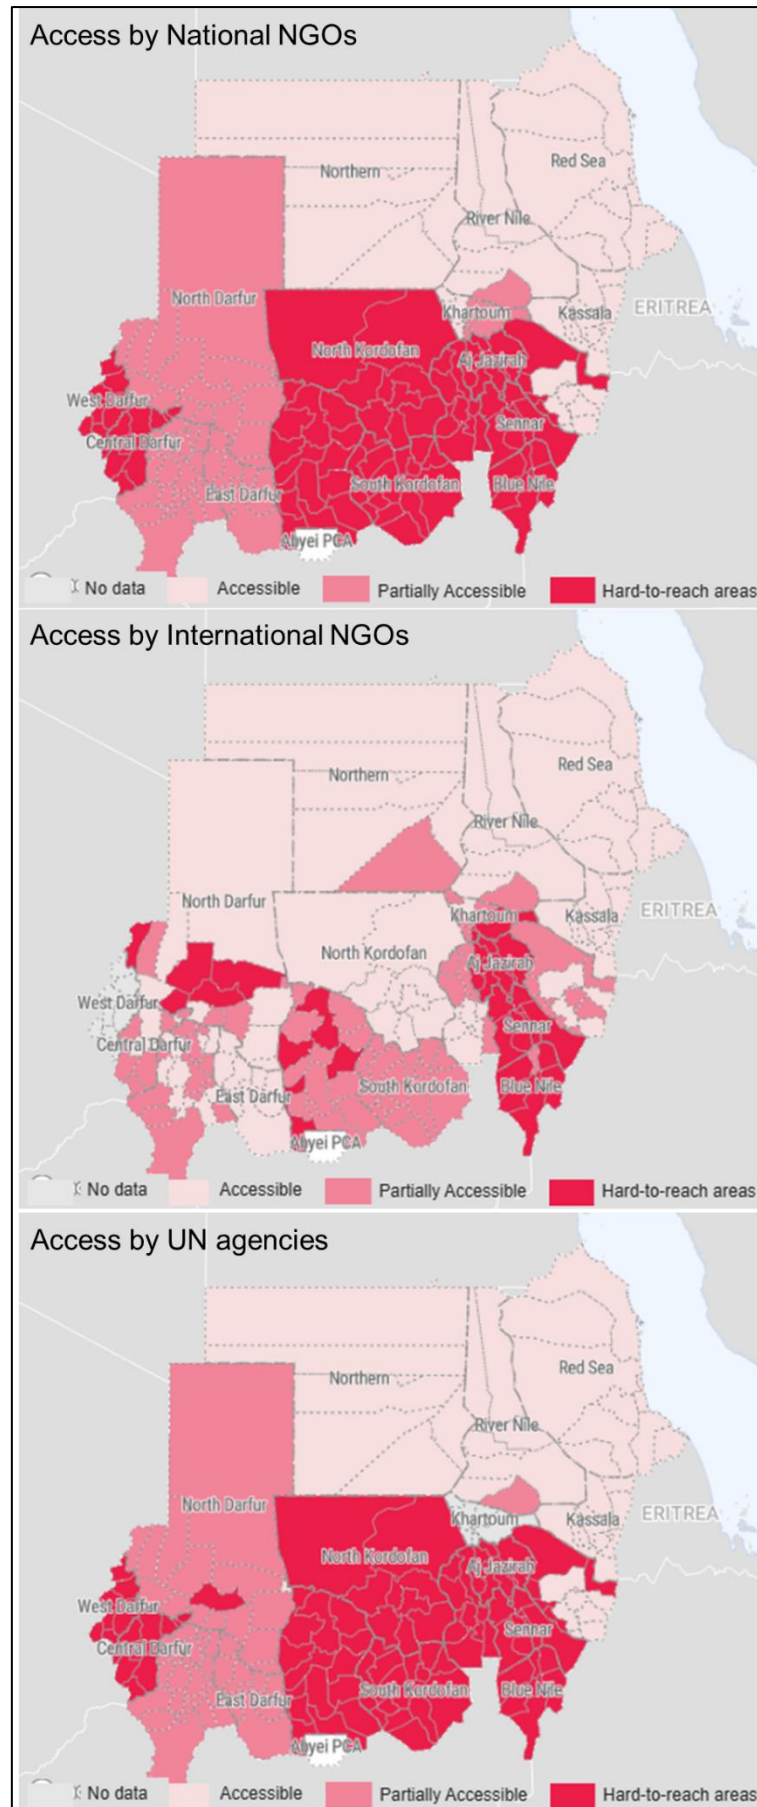 Access by National NGOs
Northern
Red Sea
River Nile
North Darfur
Khartoum
Kassala
ERITREA
North Kordofan
Aj Jazirah
West Darfur
Central Darfur
Sennar
East Darfur
South Kordofan
Blue Nile
Abyei PCA
No data
Accessible
Partially Accessible
Hard-to-reach areas
Access by International NGOs
Northern
Red Sea
River Nile
North Darfur
Khartoum
Kassala
ERITREA
North Kordofan
Aj Jazirah
West Darfur
Central Darfur
Sennar
East Darfur
South Kordofan
Blue Nile
Abyei PCA
No data
Accessible
Partially Accessible
Hard-to-reach areas
Access by UN agencies
Northern
Red Sea
River Nile
North Darfur
Khartoum
Kassala
ERITREA
North Kordofan
Aj Jazirah
West Darfur
Central Darfur
Sennar
East Darfur
South Kordofan
Blue Nile
Abyei PCA
No data
Accessible
Partially Accessible
Hard-to-reach areas